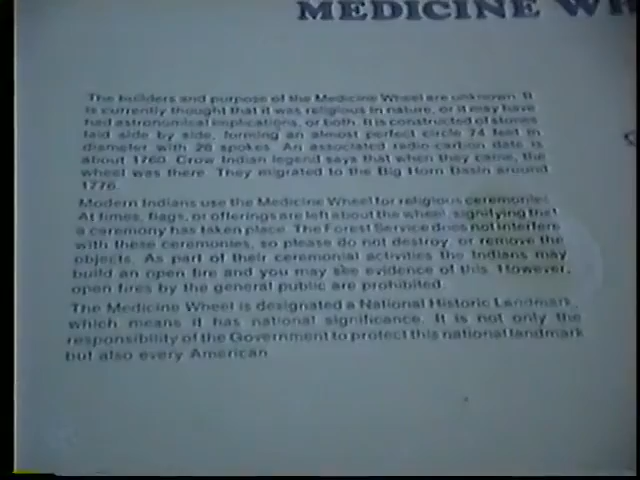 MEDICINE WH
The builders and purpose of the Medicine Wheel are unknown. It
is currently thought that it was religious in nature, or it may have
had astronomical implications, or both. It is constructed of stones
laid side by side, forming an almost perfect circle 74 feet in
diameter with 28 spokes. An associated radio-carbon date is
about 1760. Crow Indian legend says that when they came, the
wheel was there. They migrated to the Big Horn Basin around
1776.
Modern Indians use the Medicine Wheel for religious ceremonies.
At times, flags, or offerings are left about the wheel, signifying that
a ceremony has taken place. The Forest Service does not interfere
with these ceremonies, so please do not destroy, or remove the
objects. As part of their ceremonial activities the Indians may
build an open fire and you may see evidence of this. However,
open fires by the general public are prohibited.
The Medicine Wheel is designated a National Historic Landmark,
which means it has national significance. It is not only the
responsibility of the Government to protect this national landmark
but also every American